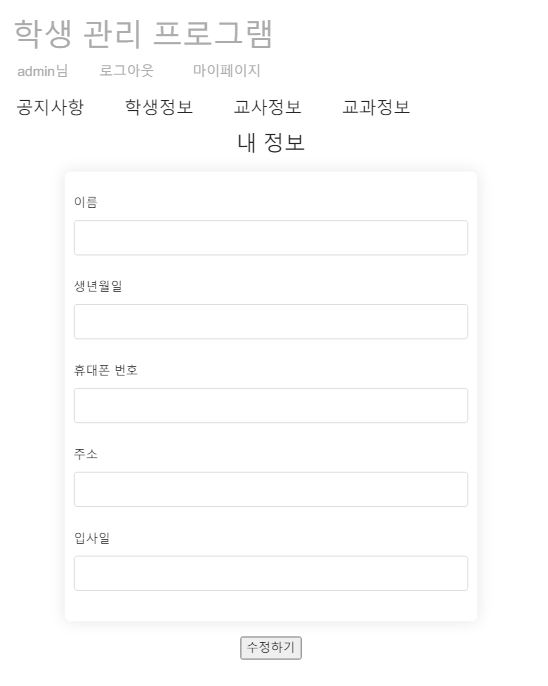 학생 관리 프로그램
admin님 로그아웃 마이페이지
공지사항 학생정보 교사정보 교과정보
내 정보
이름
생년월일
휴대폰 번호
주소
입사일
수정하기